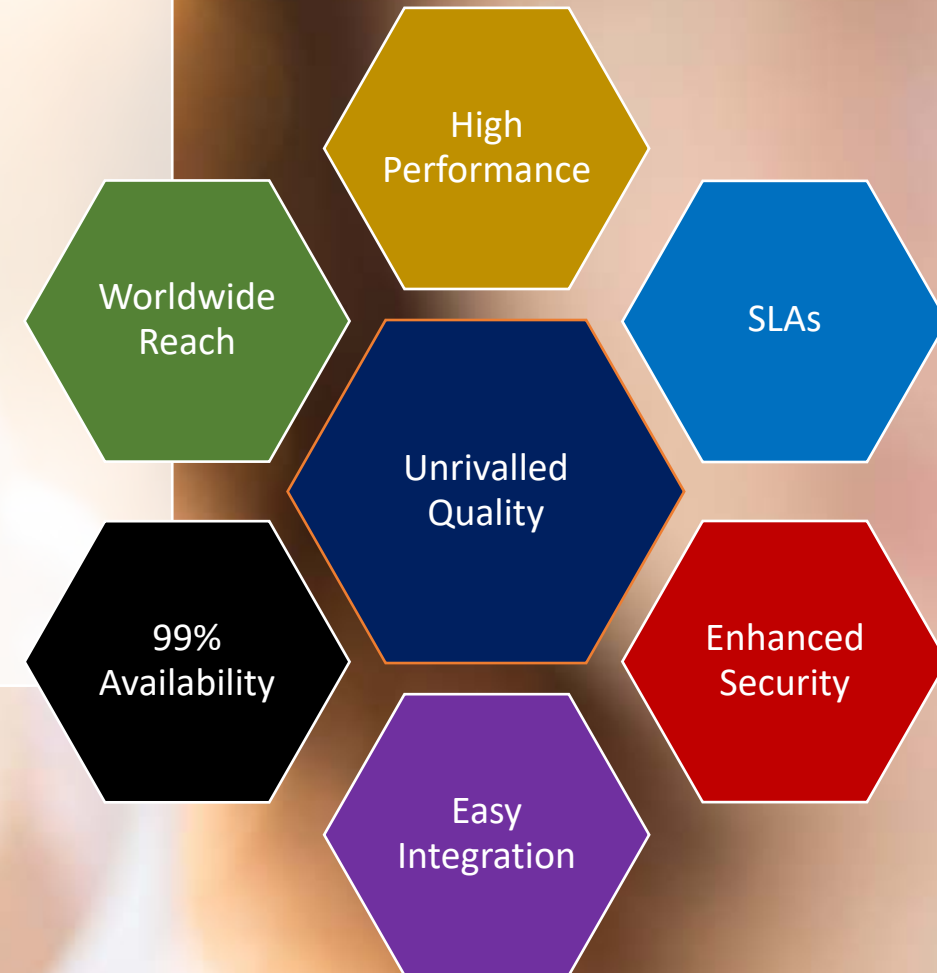 High
Performance
Worldwide
Reach
SLAs
Unrivalled
Quality
99%
Availability
Enhanced
Security
Easy
Integration